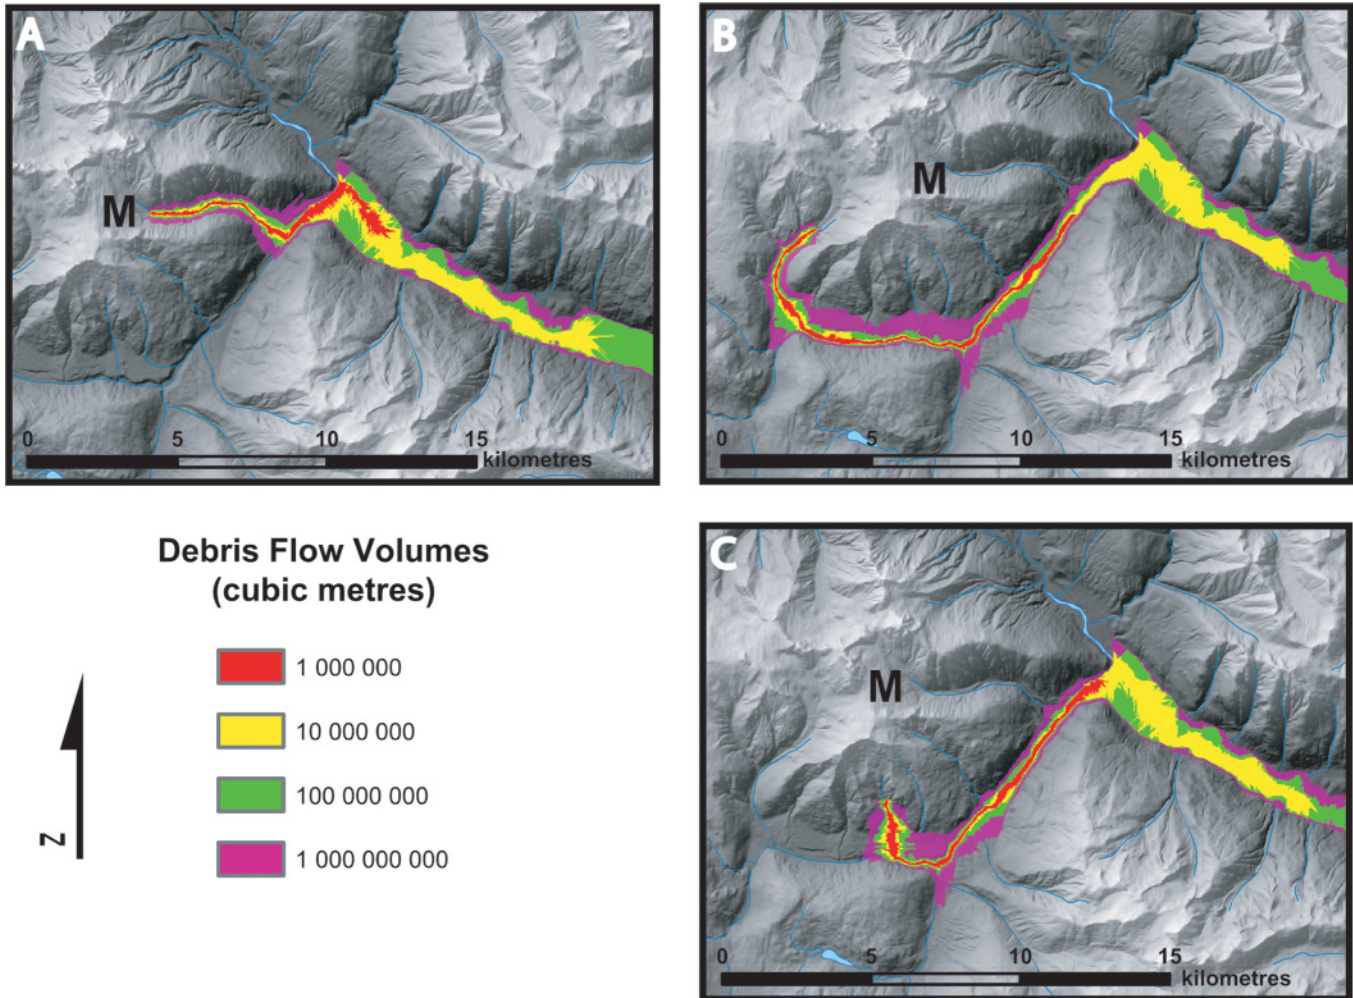 A
M
0 5 10 15
kilometres
B
M
0 5 10 15
kilometres
Debris Flow Volumes
(cubic metres)
1 000 000
10 000 000
100 000 000
1 000 000 000
N
C
M
0 5 10 15
kilometres